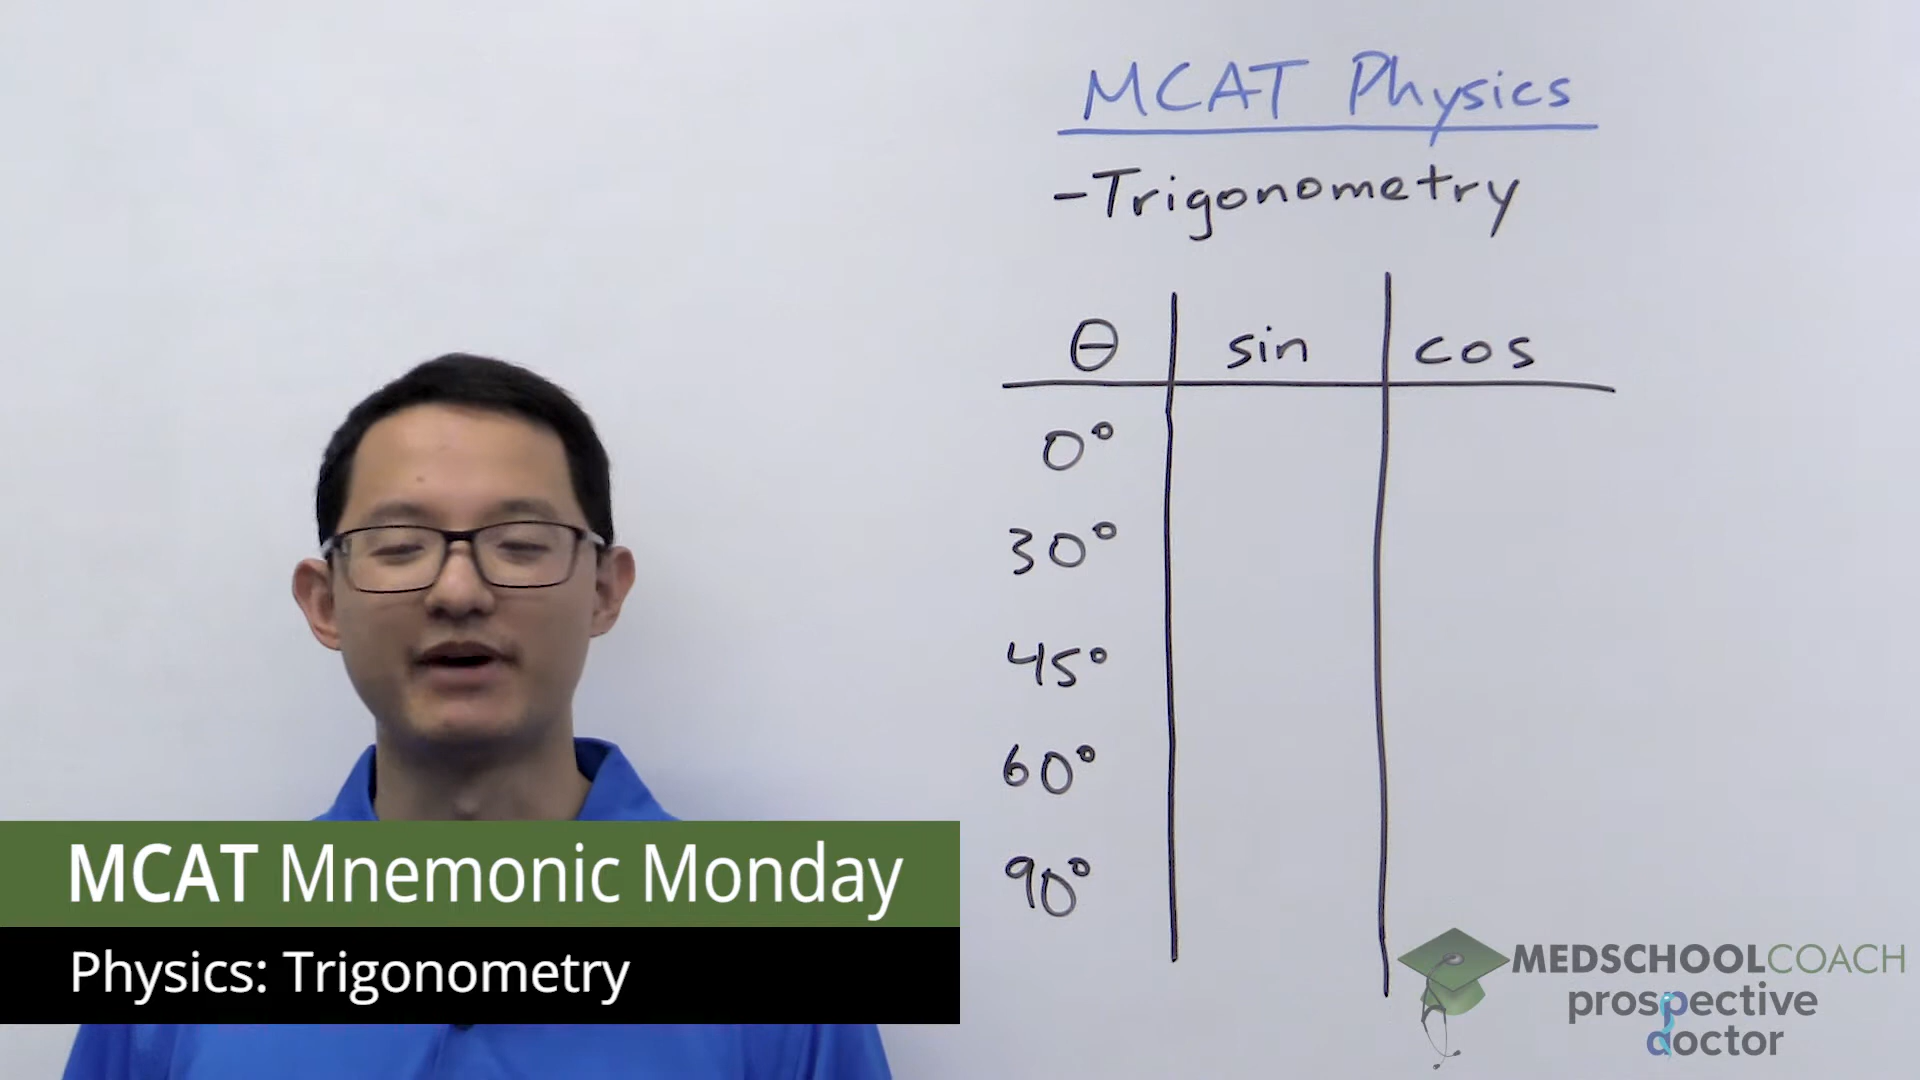 MCAT Physics
-Trigonometry
θ sin cos
0°
30°
45°
60°
90°
MCAT Mnemonic Monday
Physics: Trigonometry
MEDSCHOOLCOACH
prospective
doctor